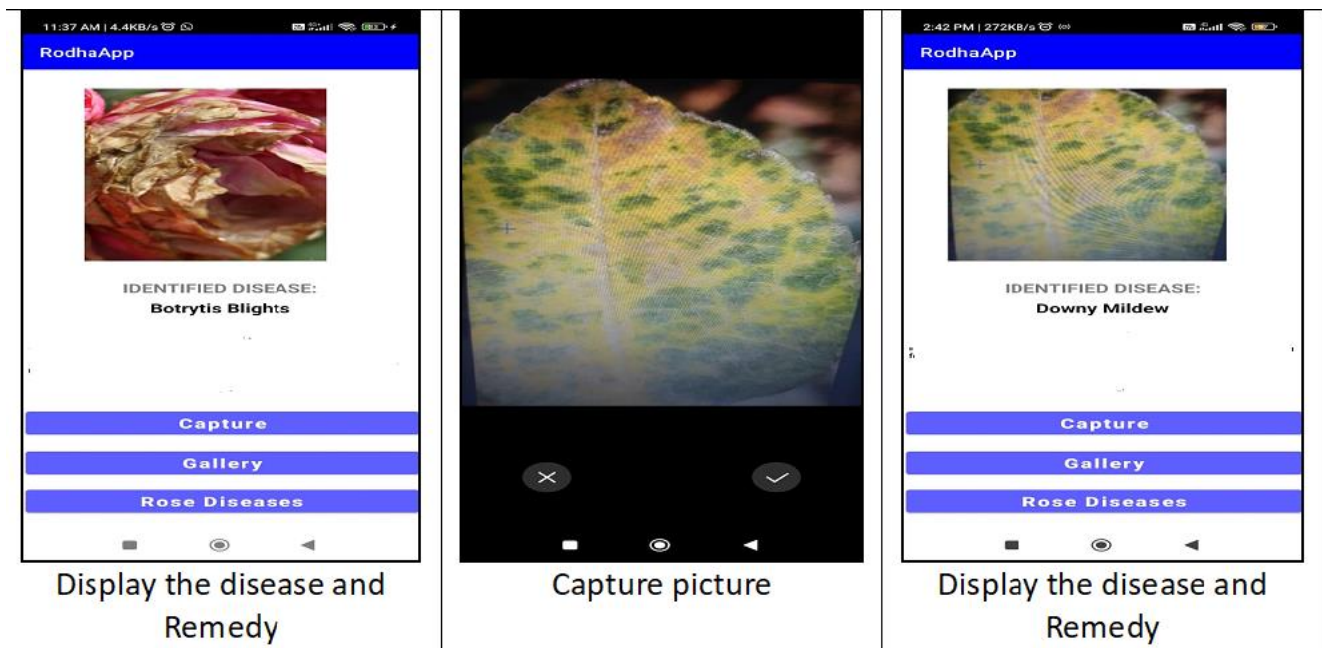 11:37 AM | 4.4KB/s
RodhaApp
IDENTIFIED DISEASE:
Botrytis Blights
Capture
Gallery
Rose Diseases
Display the disease and
Remedy
Capture picture
2:42 PM | 272KB/s
RodhaApp
IDENTIFIED DISEASE:
Downy Mildew
Capture
Gallery
Rose Diseases
Display the disease and
Remedy